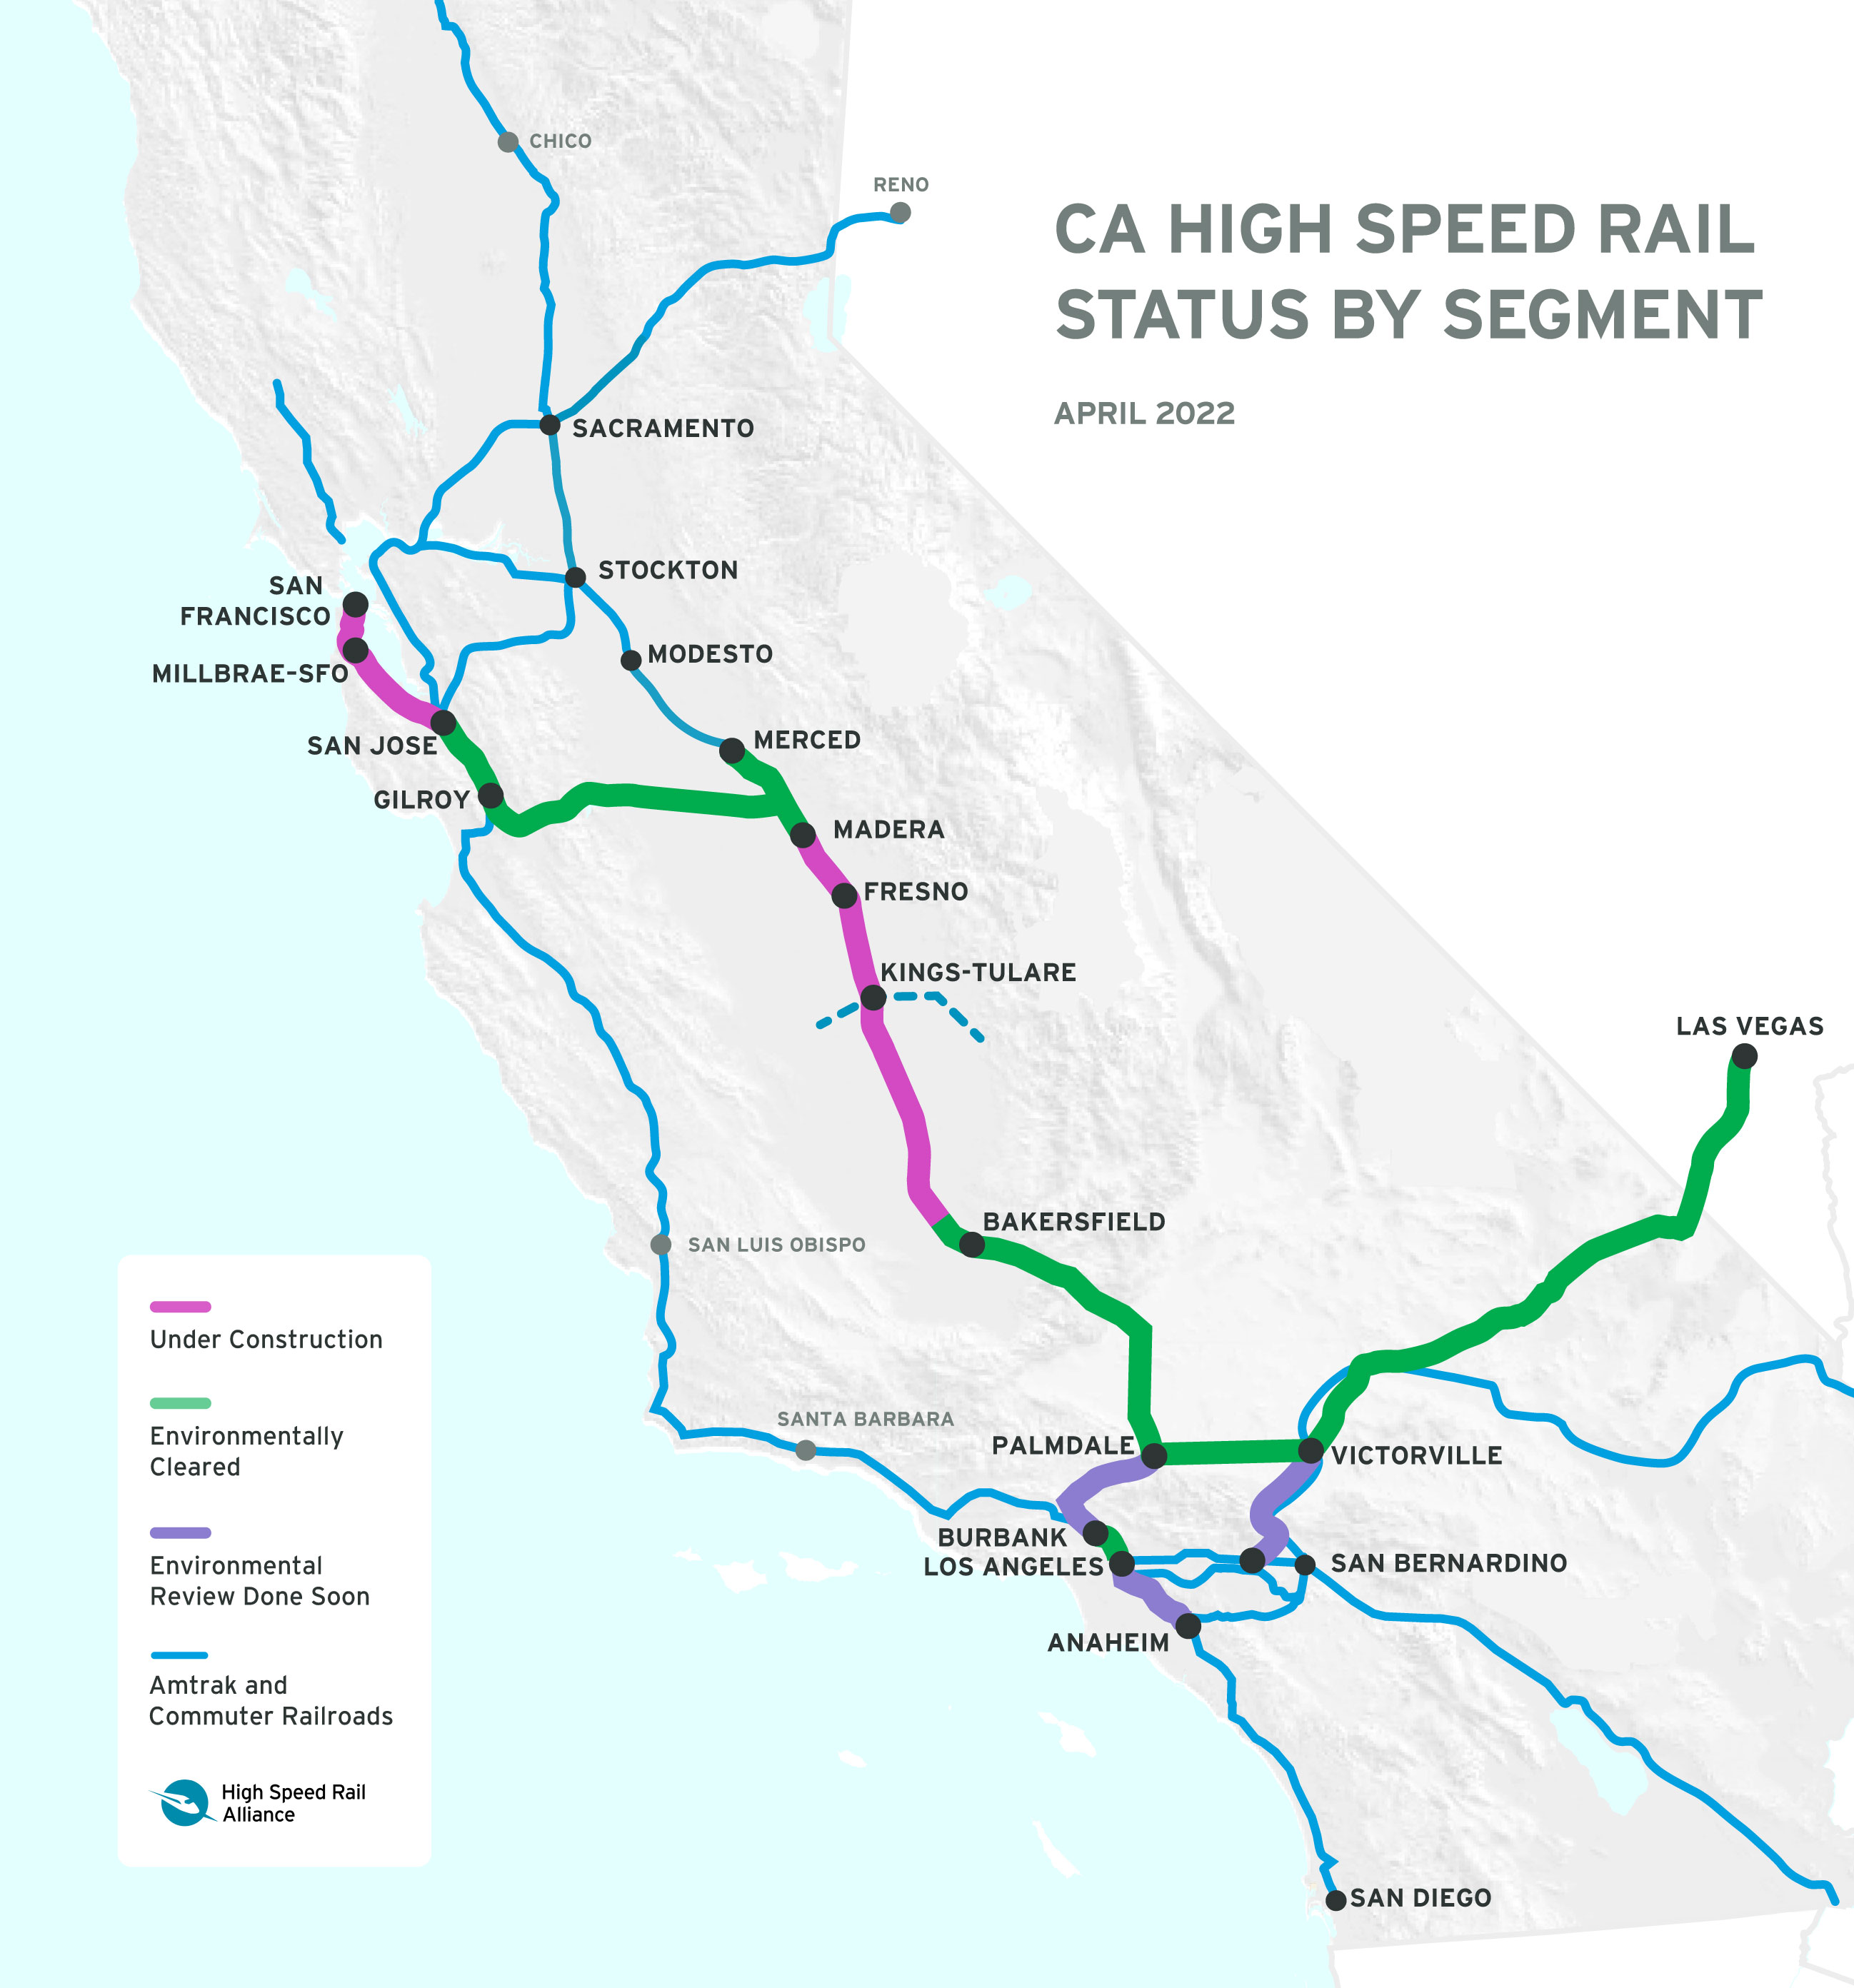 CHICO
RENO
CA HIGH SPEED RAIL
STATUS BY SEGMENT
APRIL 2022
SACRAMENTO
STOCKTON
SAN
FRANCISCO
MODESTO
MILLBRAE-SFO
MERCED
SAN JOSE
GILROY
MADERA
FRESNO
KINGS-TULARE
LAS VEGAS
BAKERSFIELD
SAN LUIS OBISPO
SANTA BARBARA
PALMDALE
VICTORVILLE
BURBANK
LOS ANGELES
SAN BERNARDINO
ANAHEIM
SAN DIEGO
Under Construction
Environmentally
Cleared
Environmental
Review Done Soon
Amtrak and
Commuter Railroads
High Speed Rail
Alliance